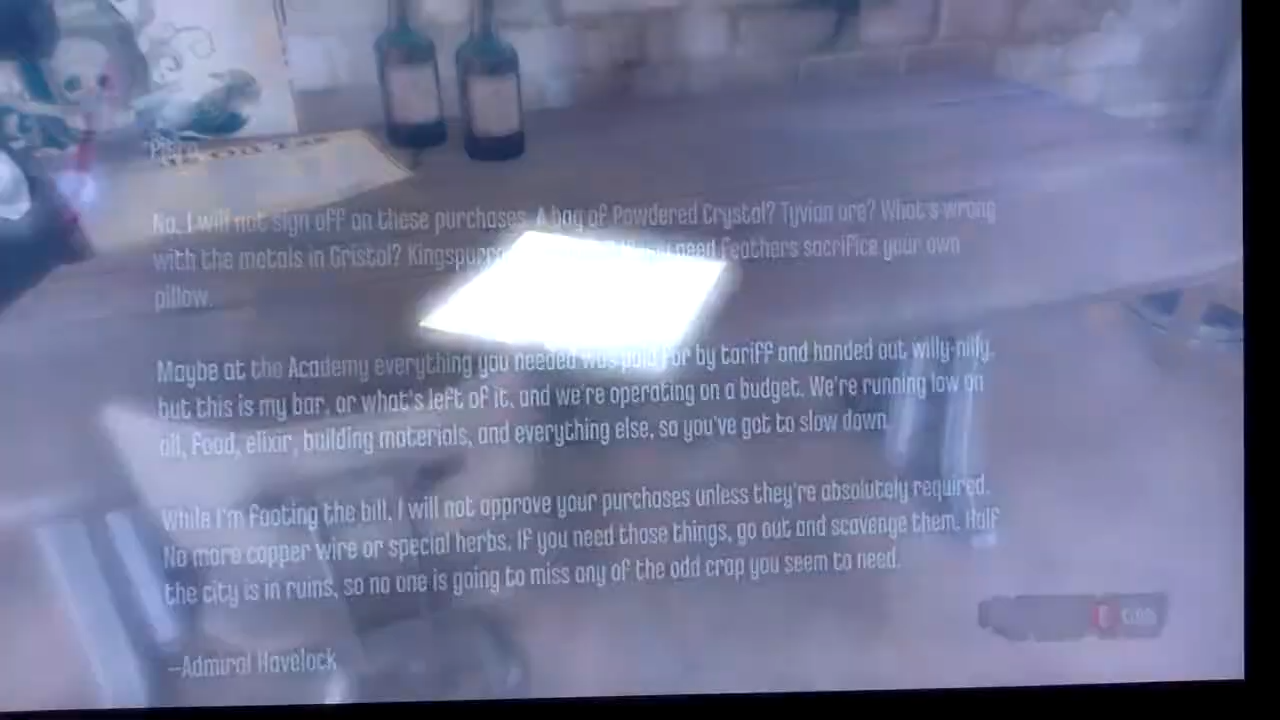 Piero,
No. I will not sign off on these purchases. A bag of Powdered Crystal? Tyvian ore? What's wrong
with the metals in Gristol? need feathers sacrifice your own
pillow.
Maybe at the Academy everything you needed was paid for by tariff and handed out willy-nilly,
but this is my bar, or what's left of it, and we're operating on a budget. We're running low on
oil, food, elixir, building materials, and everything else, so you've got to slow down.
While I'm footing the bill, I will not approve your purchases unless they're absolutely required.
No more copper wire or special herbs. If you need those things, go out and scavenge them. Half
the city is in ruins, so no one is going to miss any of the odd crap you seem to need.
—Admiral Havelock